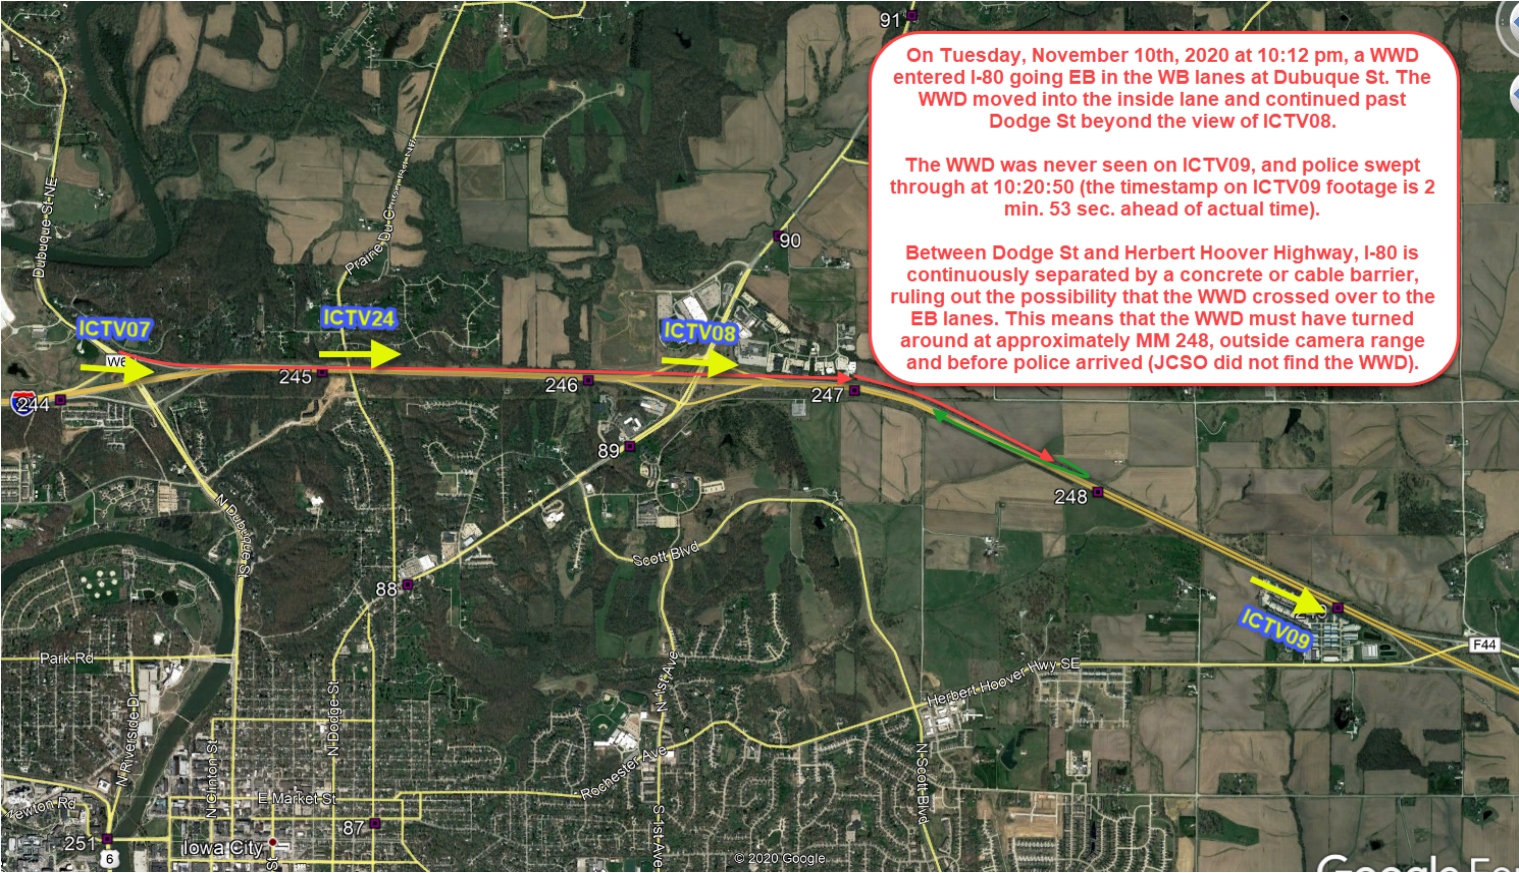 91
On Tuesday, November 10th, 2020 at 10:12 pm, a WWD
entered I-80 going EB in the WB lanes at Dubuque St. The
WWD moved into the inside lane and continued past
Dodge St beyond the view of ICTV08.
The WWD was never seen on ICTV09, and police swept
through at 10:20:50 (the timestamp on ICTV09 footage is 2
min. 53 sec. ahead of actual time).
Between Dodge St and Herbert Hoover Highway, I-80 is
continuously separated by a concrete or cable barrier,
ruling out the possibility that the WWD crossed over to the
EB lanes. This means that the WWD must have turned
around at approximately MM 248, outside camera range
and before police arrived (JCSO did not find the WWD).
Dubuque St NE
90
ICTV07
ICTV24
ICTV08
245
246
247
244
89
248
N Dubuque St
Scott Blvd
88
ICTV09
F44
Park Rd
N 1st Ave
Herbert Hoover Hwy SE
N Riverside Dr
N Dodge St
N Clinton St
Rochester Ave
N Scott Blvd
E Market St
S 1st Ave
87
251
6
Iowa City
© 2020 Google